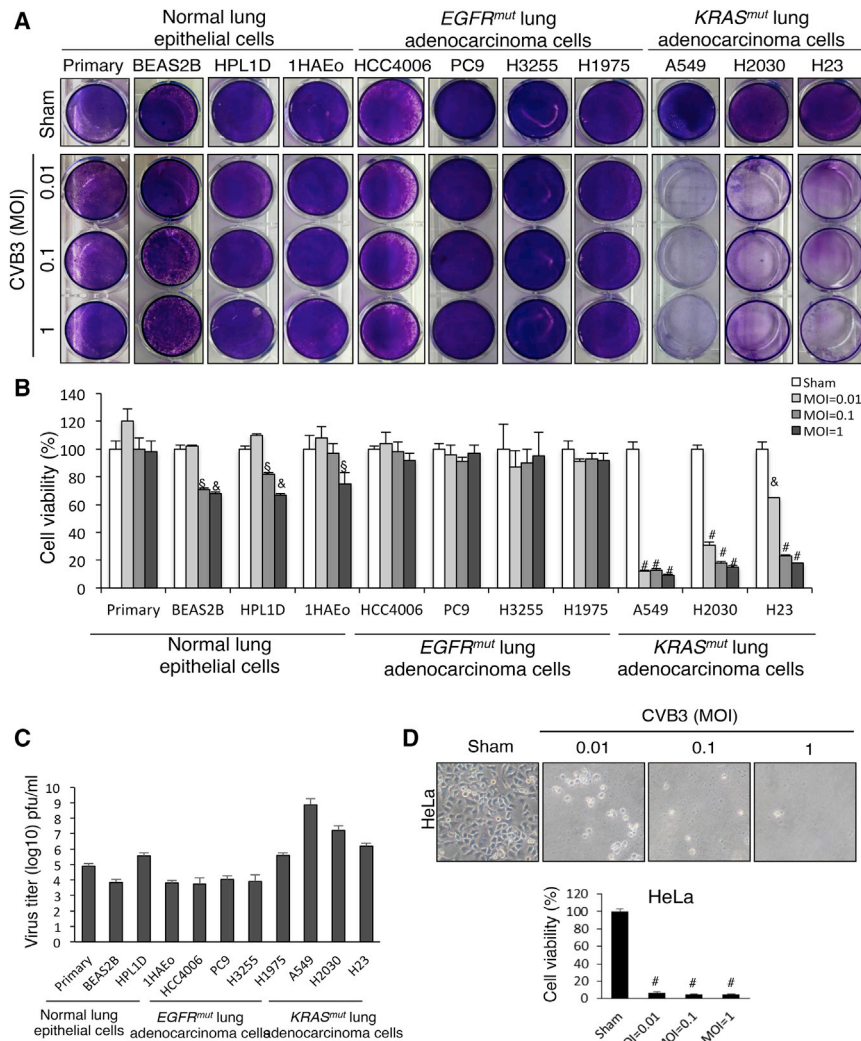 A
Normal lung
epithelial cells
EGFRmut lung
adenocarcinoma cells
KRASmut lung
adenocarcinoma cells
Primary BEAS2B HPL1D 1HAEo HCC4006 PC9 H3255 H1975 A549 H2030 H23
Sham
CVB3 (MOI)
0.01
0.1
1
B
Cell viability (%)
140
120
100
80
60
40
20
0
Sham
MOI=0.01
MOI=0.1
MOI=1
§ &
§ &
§
# # #
# # #
& # #
Primary BEAS2B HPL1D 1HAEo HCC4006 PC9 H3255 H1975 A549 H2030 H23
Normal lung
epithelial cells
EGFRmut lung
adenocarcinoma cells
KRASmut lung
adenocarcinoma cells
C
Virus titer (log10) pfu/ml
10
9
8
7
6
5
4
3
2
1
0
Primary BEAS2B HPL1D 1HAEo HCC4006 PC9 H3255 H1975 A549 H2030 H23
Normal lung
epithelial cells
EGFRmut lung
adenocarcinoma cells
KRASmut lung
adenocarcinoma cells
D
CVB3 (MOI)
Sham 0.01 0.1 1
HeLa
HeLa
Cell viability (%)
120
100
80
60
40
20
0
# # #
Sham MOI=0.01 MOI=0.1 MOI=1